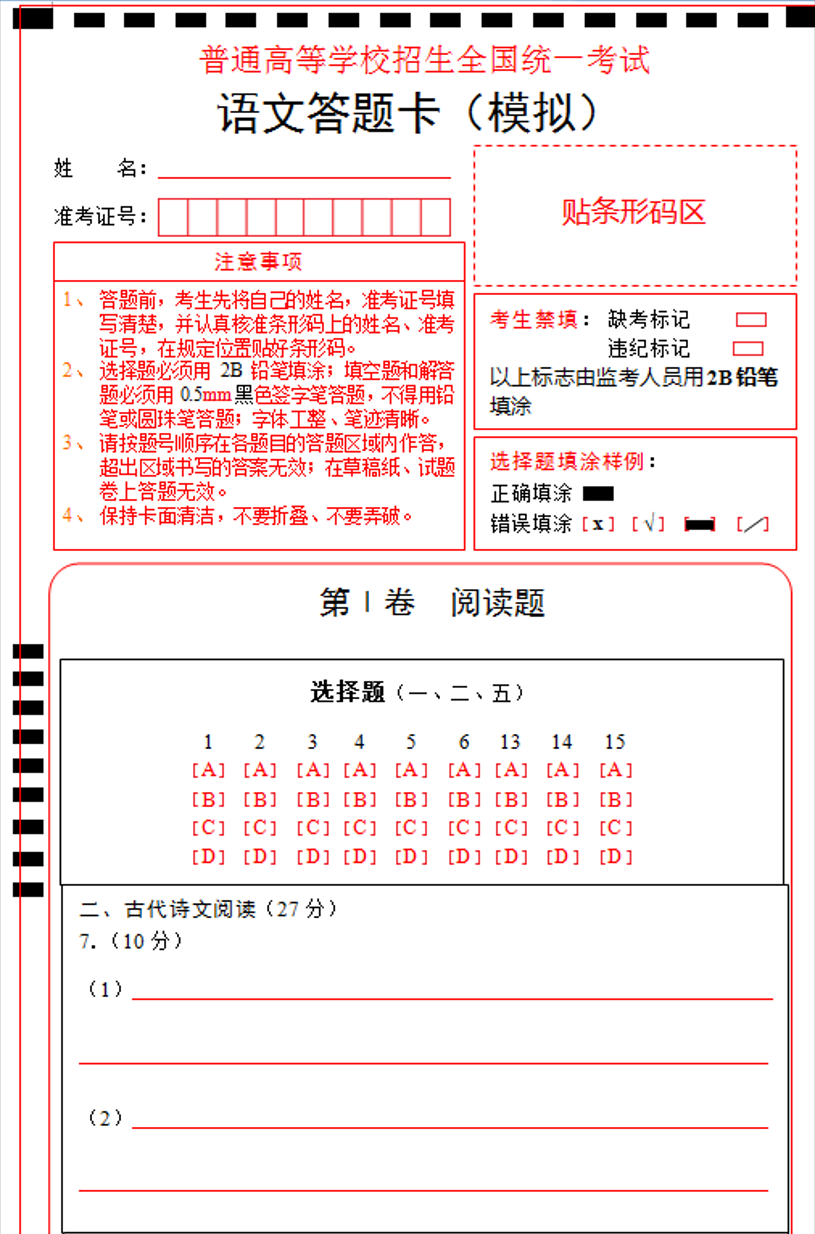 普通高等学校招生全国统一考试
语文答题卡（模拟）
姓 名：
准考证号：
贴条形码区
注意事项
1、 答题前，考生先将自己的姓名，准考证号填
写清楚，并认真核准条形码上的姓名、准考
证号，在规定位置贴好条形码。
2、 选择题必须用 2B 铅笔填涂；填空题和解答
题必须用 0.5mm黑色签字笔答题，不得用铅
笔或圆珠笔答题；字体工整、笔迹清晰。
3、 请按题号顺序在各题目的答题区域内作答，
超出区域书写的答案无效；在草稿纸、试题
卷上答题无效。
4、 保持卡面清洁，不要折叠、不要弄破。
考生禁填：缺考标记
违纪标记
以上标志由监考人员用 2B 铅笔
填涂
选择题填涂样例：
正确填涂
错误填涂 [x] [√] [ ] [／]
第Ⅰ卷 阅读题
选择题（一、二、五）
1 2 3 4 5 6 13 14 15
[A] [A] [A] [A] [A] [A] [A] [A] [A]
[B] [B] [B] [B] [B] [B] [B] [B] [B]
[C] [C] [C] [C] [C] [C] [C] [C] [C]
[D] [D] [D] [D] [D] [D] [D] [D] [D]
二、古代诗文阅读（27 分）
7.（10 分）
（1）
（2）